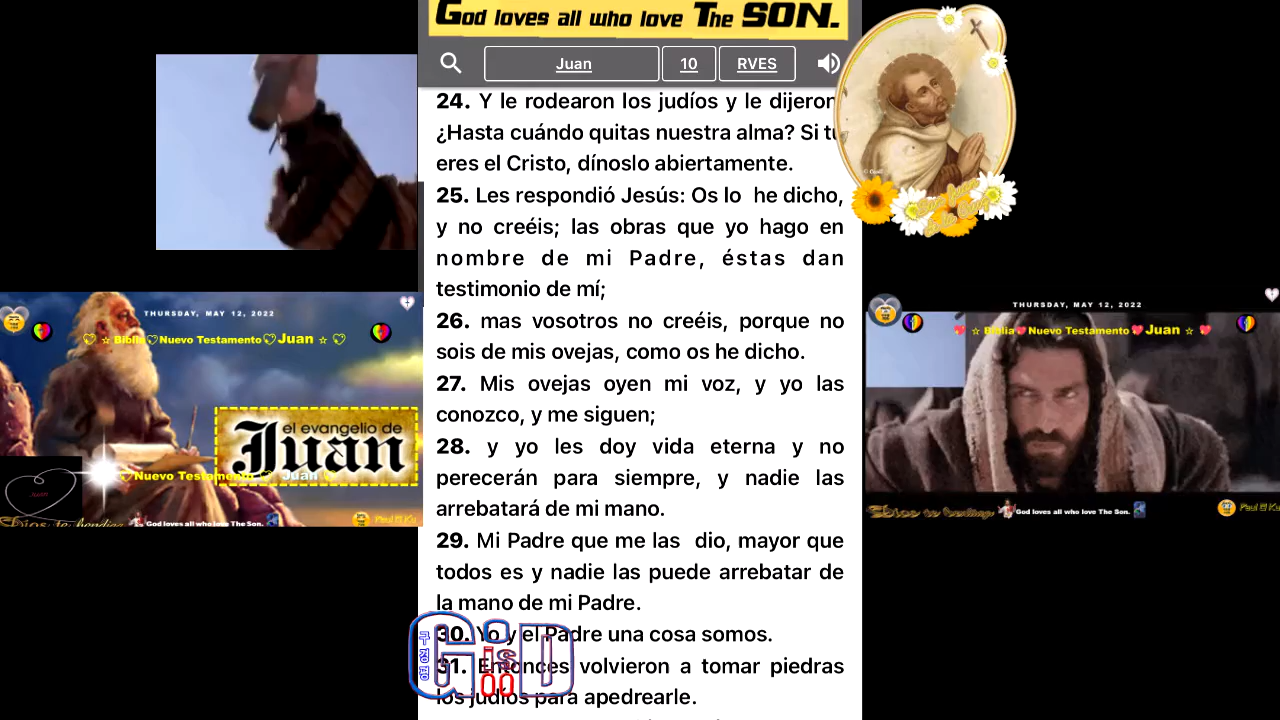 God loves all who love The SON.
Juan 10 RVES
24. Y le rodearon los judíos y le dijeron
¿Hasta cuándo quitas nuestra alma? Si tú
eres el Cristo, dínoslo abiertamente.
25. Les respondió Jesús: Os lo he dicho,
y no creéis; las obras que yo hago en
nombre de mi Padre, éstas dan
testimonio de mí;
26. mas vosotros no creéis, porque no
sois de mis ovejas, como os he dicho.
27. Mis ovejas oyen mi voz, y yo las
conozco, y me siguen;
28. y yo les doy vida eterna y no
perecerán para siempre, y nadie las
arrebatará de mi mano.
29. Mi Padre que me las dio, mayor que
todos es y nadie las puede arrebatar de
la mano de mi Padre.
30. Yo y el Padre una cosa somos.
31. Entonces volvieron a tomar piedras
los judíos para apedrearle.
GisD
THURSDAY, MAY 12, 2022
☆ Biblia Nuevo Testamento Juan ☆
el evangelio de
Juan
Nuevo Testamento Juan
Dios te bendiga
God loves all who love The Son.
THURSDAY, MAY 12, 2022
☆ Biblia Nuevo Testamento Juan ☆
Dios te bendiga
God loves all who love The Son.